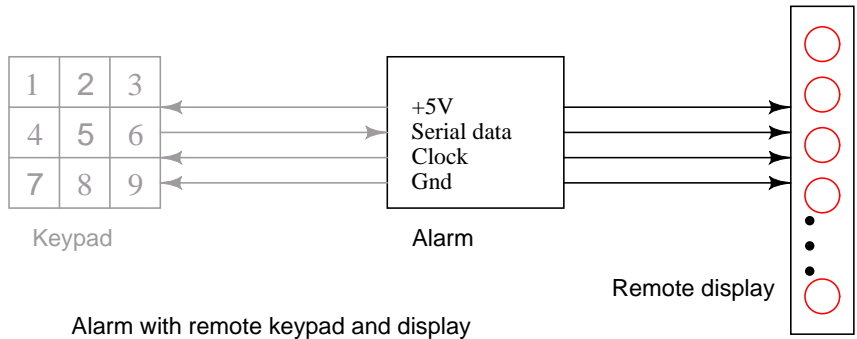 1 2 3
4 5 6
7 8 9
+5V
Serial data
Clock
Gnd
Keypad
Alarm
Remote display
Alarm with remote keypad and display